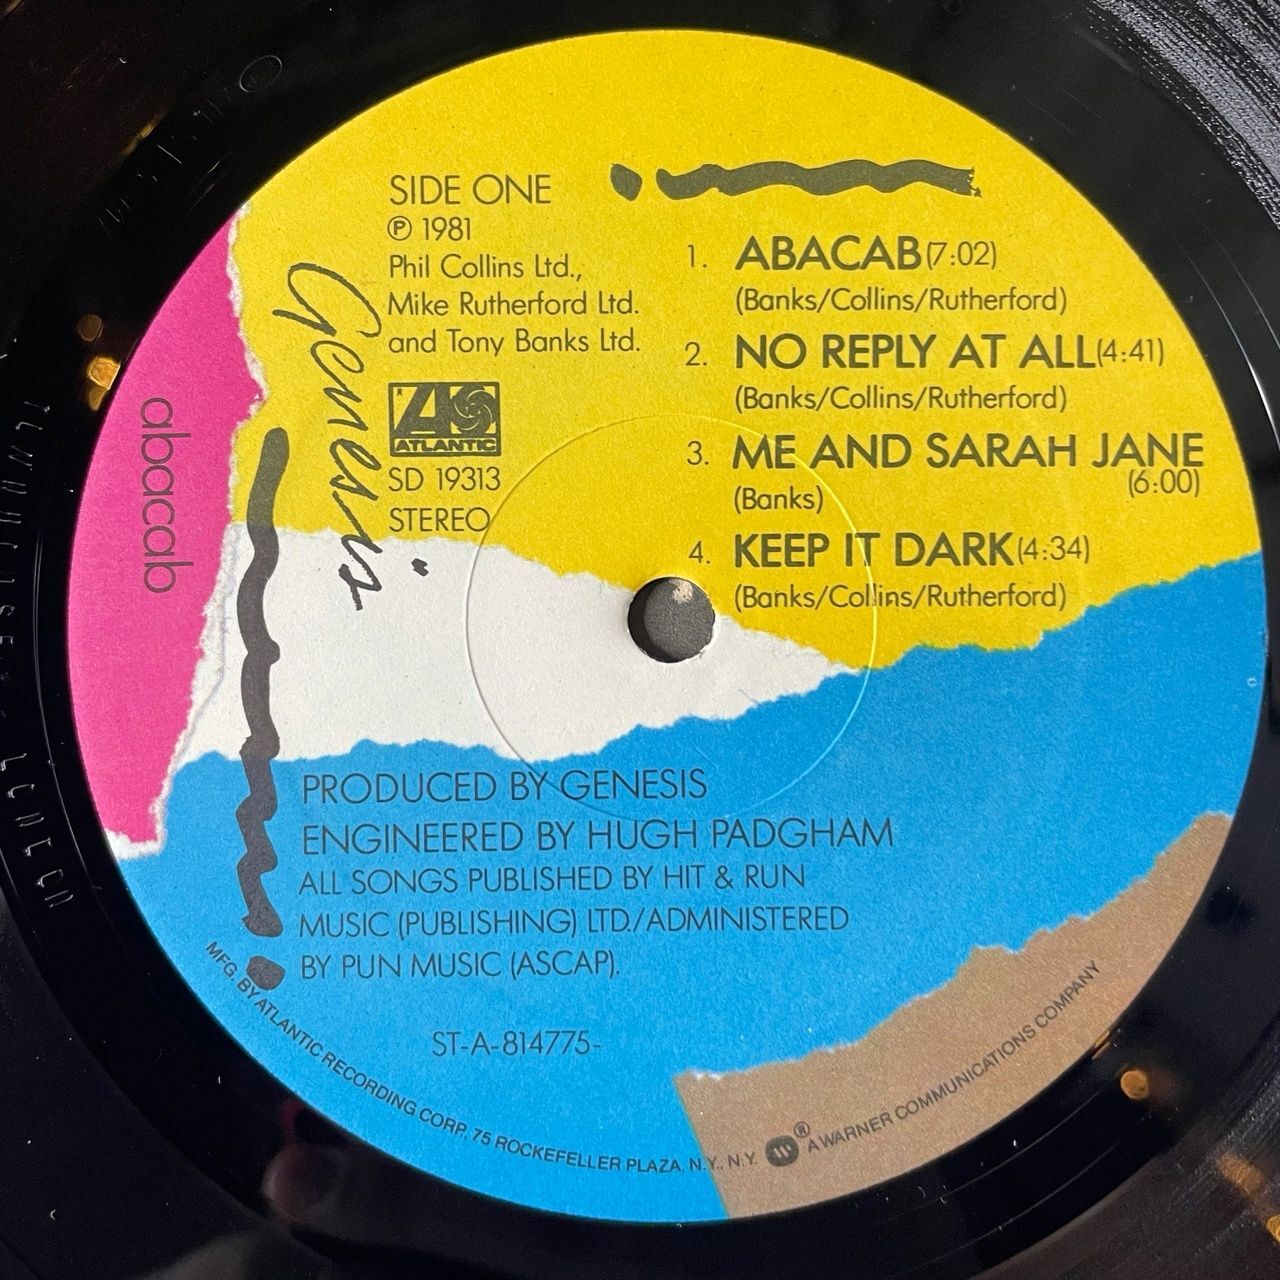 SIDE ONE
Ⓟ 1981
Phil Collins Ltd.,
Mike Rutherford Ltd.
and Tony Banks Ltd.
ATLANTIC
SD 19313
STEREO
Genesis
abacab
1. ABACAB (7:02)
(Banks/Collins/Rutherford)
2. NO REPLY AT ALL (4:41)
(Banks/Collins/Rutherford)
3. ME AND SARAH JANE
(6:00)
(Banks)
4. KEEP IT DARK (4:34)
(Banks/Collins/Rutherford)
PRODUCED BY GENESIS
ENGINEERED BY HUGH PADGHAM
ALL SONGS PUBLISHED BY HIT & RUN
MUSIC (PUBLISHING) LTD./ADMINISTERED
BY PUN MUSIC (ASCAP).
ST-A-814775-
MFG. BY ATLANTIC RECORDING CORP., 75 ROCKEFELLER PLAZA, N.Y., N.Y. ® A WARNER COMMUNICATIONS COMPANY